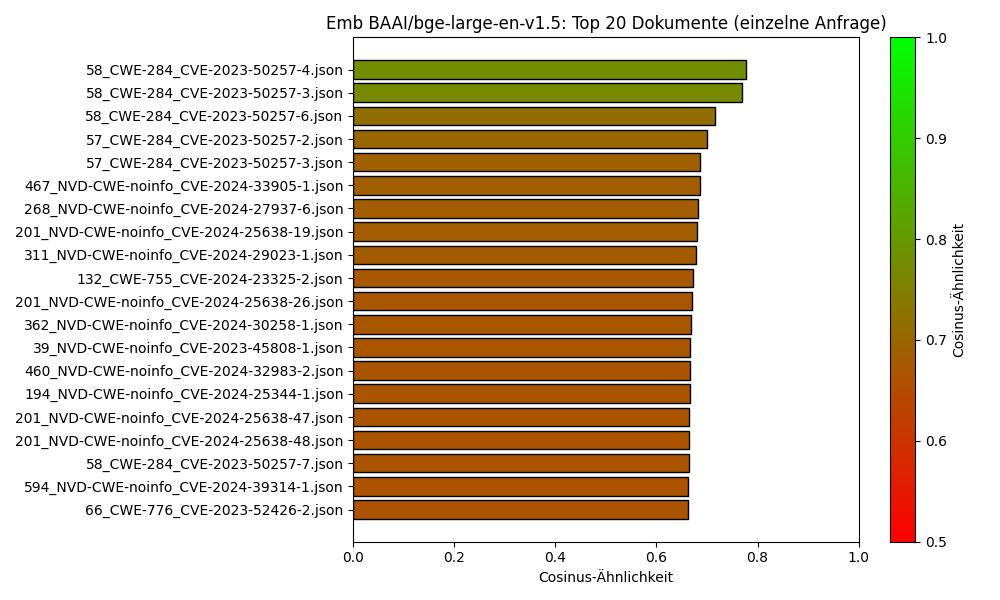 Emb BAAI/bge-large-en-v1.5: Top 20 Dokumente (einzelne Anfrage)
58_CWE-284_CVE-2023-50257-4.json
58_CWE-284_CVE-2023-50257-3.json
58_CWE-284_CVE-2023-50257-6.json
57_CWE-284_CVE-2023-50257-2.json
57_CWE-284_CVE-2023-50257-3.json
467_NVD-CWE-noinfo_CVE-2024-33905-1.json
268_NVD-CWE-noinfo_CVE-2024-27937-6.json
201_NVD-CWE-noinfo_CVE-2024-25638-19.json
311_NVD-CWE-noinfo_CVE-2024-29023-1.json
132_CWE-755_CVE-2024-23325-2.json
201_NVD-CWE-noinfo_CVE-2024-25638-26.json
362_NVD-CWE-noinfo_CVE-2024-30258-1.json
39_NVD-CWE-noinfo_CVE-2023-45808-1.json
460_NVD-CWE-noinfo_CVE-2024-32983-2.json
194_NVD-CWE-noinfo_CVE-2024-25344-1.json
201_NVD-CWE-noinfo_CVE-2024-25638-47.json
201_NVD-CWE-noinfo_CVE-2024-25638-48.json
58_CWE-284_CVE-2023-50257-7.json
594_NVD-CWE-noinfo_CVE-2024-39314-1.json
66_CWE-776_CVE-2023-52426-2.json
0.0 0.2 0.4 0.6 0.8 1.0
Cosinus-Ähnlichkeit
1.0
0.9
0.8
0.7
0.6
0.5
Cosinus-Ähnlichkeit